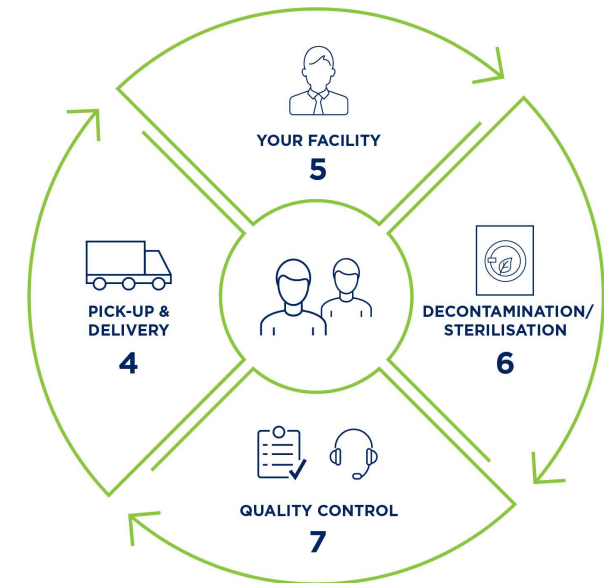 YOUR FACILITY
5
PICK-UP &
DELIVERY
4
DECONTAMINATION/
STERILISATION
6
QUALITY CONTROL
7